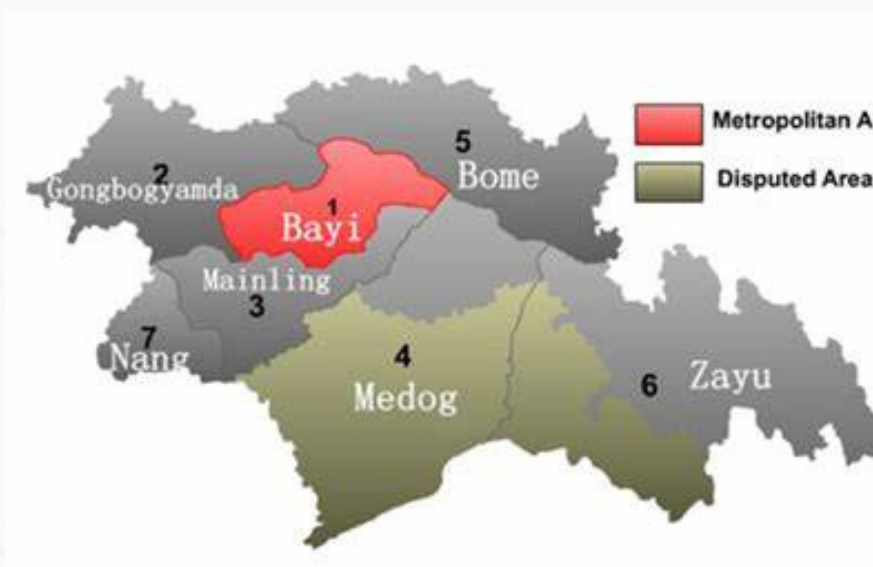 Metropolitan A
Disputed Area
5
Bome
2
Gongbogyamda
1
Bayi
Mainling
3
7
Nang
4
Medog
6
Zayu